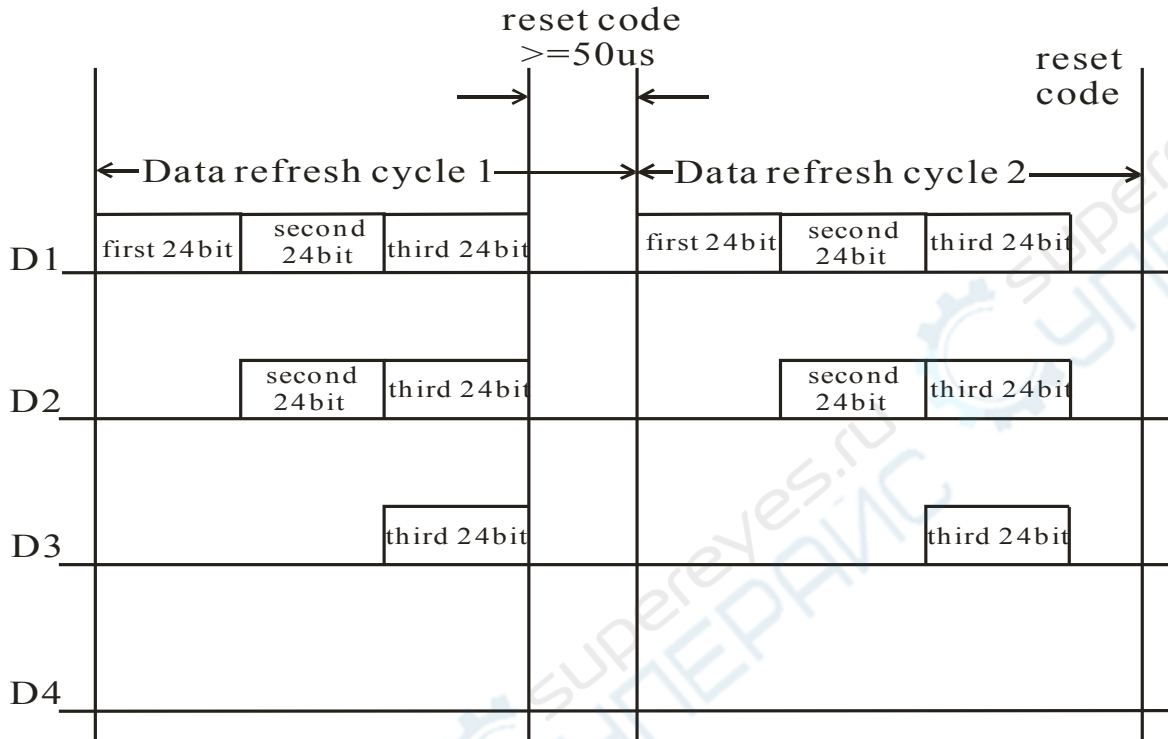 reset code
>=50us
reset
code
Data refresh cycle 1
Data refresh cycle 2
D1
first 24bit
second
24bit
third 24bit
first 24bit
second
24bit
third 24bit
D2
second
24bit
third 24bit
second
24bit
third 24bit
D3
third 24bit
third 24bit
D4
supereyes.ru